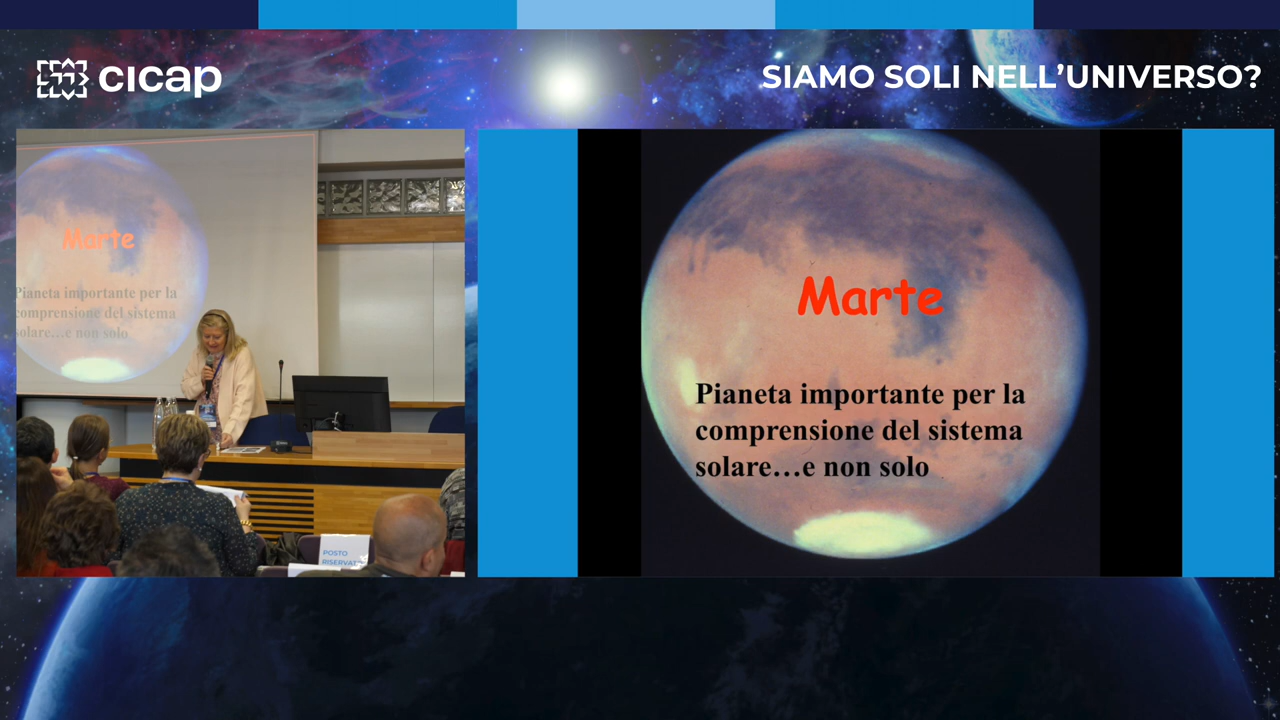 cicap
SIAMO SOLI NELL'UNIVERSO?
Marte
Pianeta importante per la
comprensione del sistema
solare...e non solo
POSTO
Marte
Pianeta importante per la
comprensione del sistema
solare…e non solo